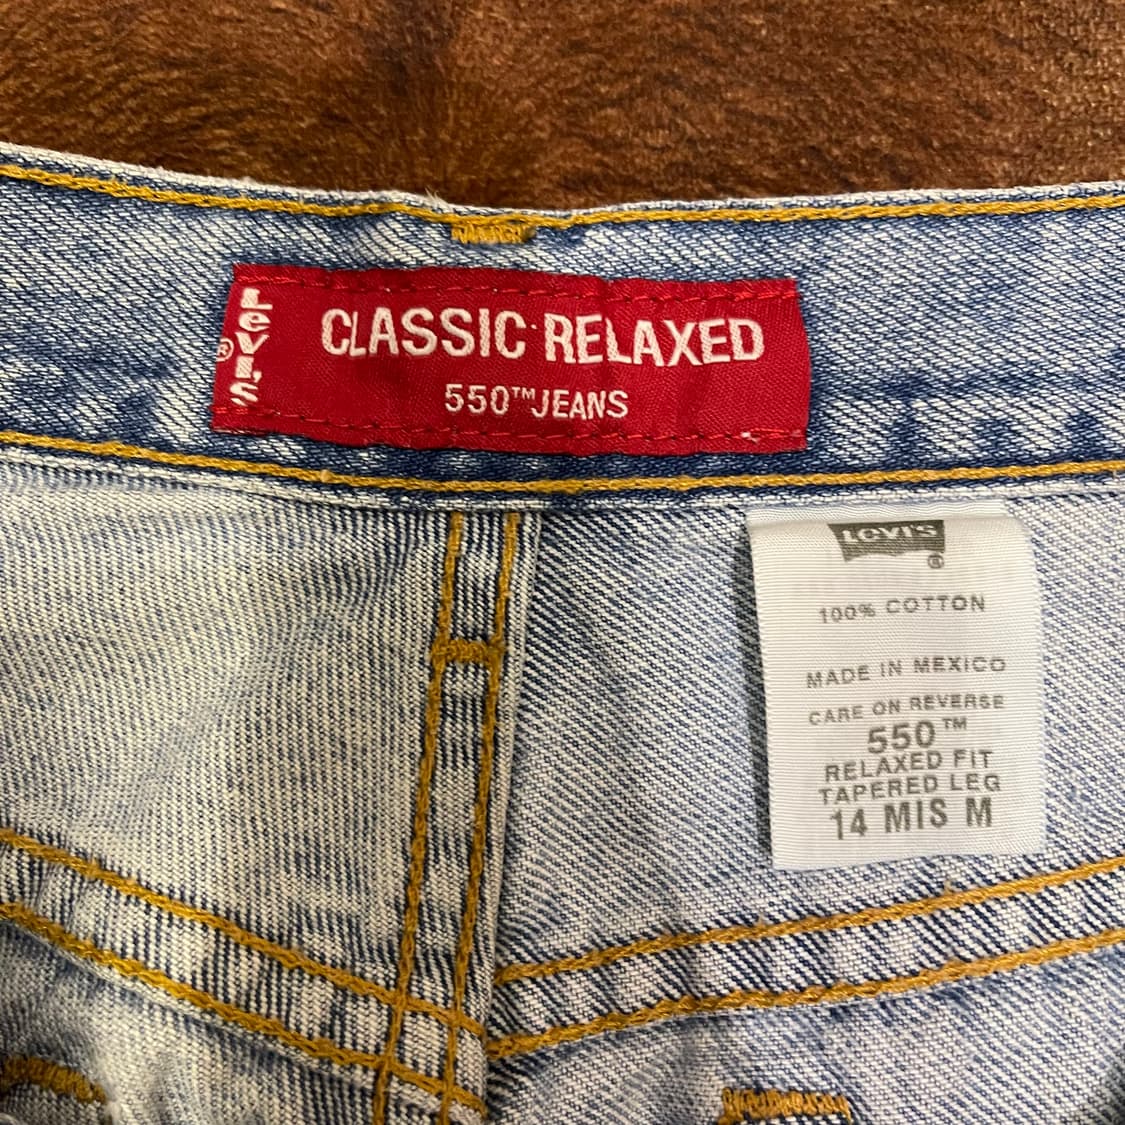 Levi's®
CLASSIC RELAXED
550™ JEANS
LEVI'S®
100% COTTON
MADE IN MEXICO
CARE ON REVERSE
550™
RELAXED FIT
TAPERED LEG
14 MIS M